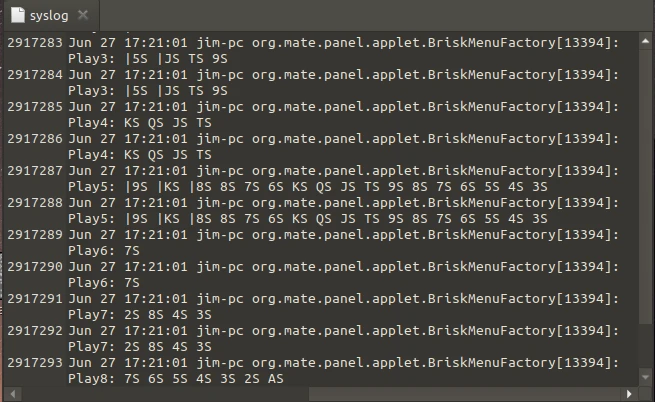 syslog
2917283 Jun 27 17:21:01 jim-pc org.mate.panel.applet.BriskMenuFactory[13394]:
Play3: |5S |JS TS 9S
2917284 Jun 27 17:21:01 jim-pc org.mate.panel.applet.BriskMenuFactory[13394]:
Play3: |5S |JS TS 9S
2917285 Jun 27 17:21:01 jim-pc org.mate.panel.applet.BriskMenuFactory[13394]:
Play4: KS QS JS TS
2917286 Jun 27 17:21:01 jim-pc org.mate.panel.applet.BriskMenuFactory[13394]:
Play4: KS QS JS TS
2917287 Jun 27 17:21:01 jim-pc org.mate.panel.applet.BriskMenuFactory[13394]:
Play5: |9S |KS |8S 8S 7S 6S KS QS JS TS 9S 8S 7S 6S 5S 4S 3S
2917288 Jun 27 17:21:01 jim-pc org.mate.panel.applet.BriskMenuFactory[13394]:
Play5: |9S |KS |8S 8S 7S 6S KS QS JS TS 9S 8S 7S 6S 5S 4S 3S
2917289 Jun 27 17:21:01 jim-pc org.mate.panel.applet.BriskMenuFactory[13394]:
Play6: 7S
2917290 Jun 27 17:21:01 jim-pc org.mate.panel.applet.BriskMenuFactory[13394]:
Play6: 7S
2917291 Jun 27 17:21:01 jim-pc org.mate.panel.applet.BriskMenuFactory[13394]:
Play7: 2S 8S 4S 3S
2917292 Jun 27 17:21:01 jim-pc org.mate.panel.applet.BriskMenuFactory[13394]:
Play7: 2S 8S 4S 3S
2917293 Jun 27 17:21:01 jim-pc org.mate.panel.applet.BriskMenuFactory[13394]:
Play8: 7S 6S 5S 4S 3S 2S AS